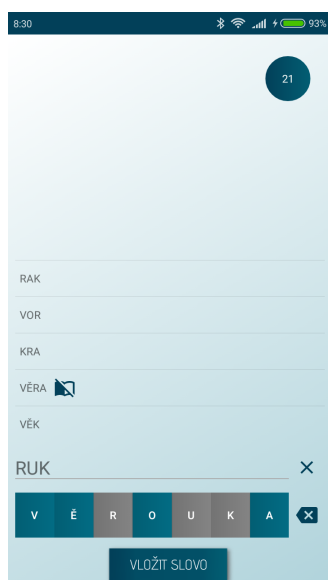 8:30 93%
21
RAK
VOR
KRA
VĚRA
VĚK
RUK
V Ě R O U K A
VLOŽIT SLOVO